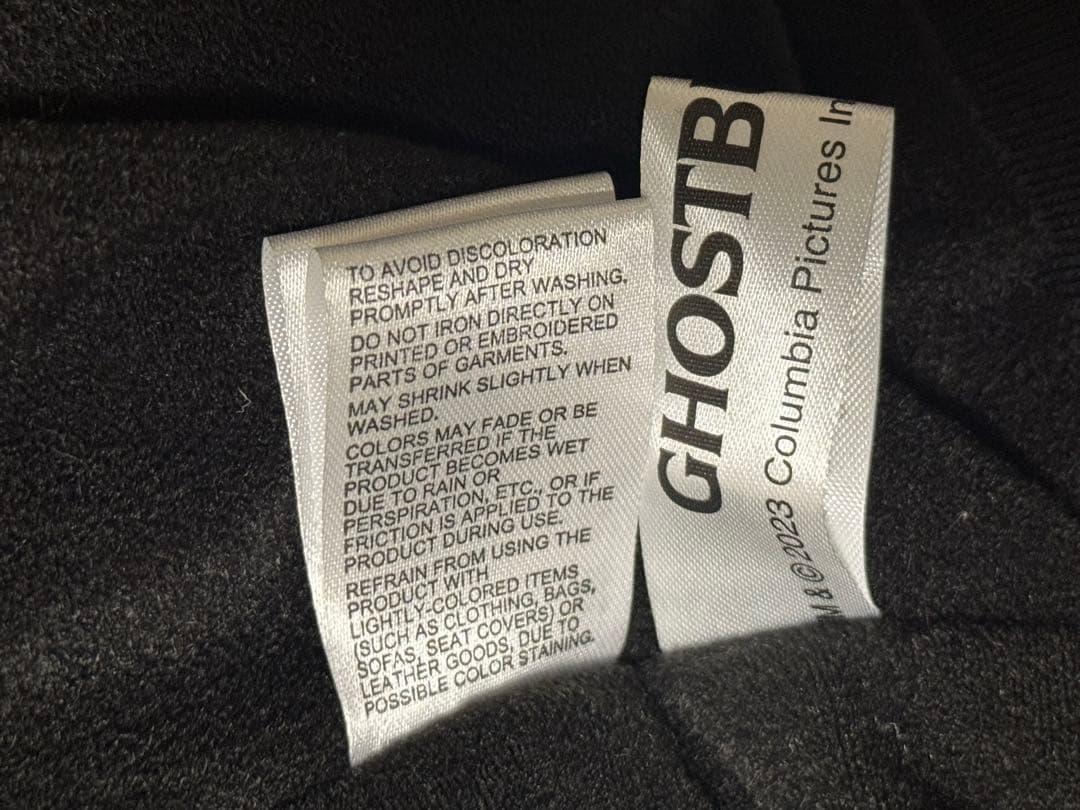 TO AVOID DISCOLORATION
RESHAPE AND DRY
PROMPTLY AFTER WASHING.
DO NOT IRON DIRECTLY ON
PRINTED OR EMBROIDERED
PARTS OF GARMENTS.
MAY SHRINK SLIGHTLY WHEN
WASHED.
COLORS MAY FADE OR BE
TRANSFERRED IF THE
PRODUCT BECOMES WET
DUE TO RAIN OR
PERSPIRATION, ETC., OR IF
FRICTION IS APPLIED TO THE
PRODUCT DURING USE.
REFRAIN FROM USING THE
PRODUCT WITH
LIGHTLY-COLORED ITEMS
(SUCH AS CLOTHING, BAGS,
SOFAS, SEAT COVERS) OR
LEATHER GOODS, DUE TO
POSSIBLE COLOR STAINING.
GHOSTB
M & ©2023 Columbia Pictures In